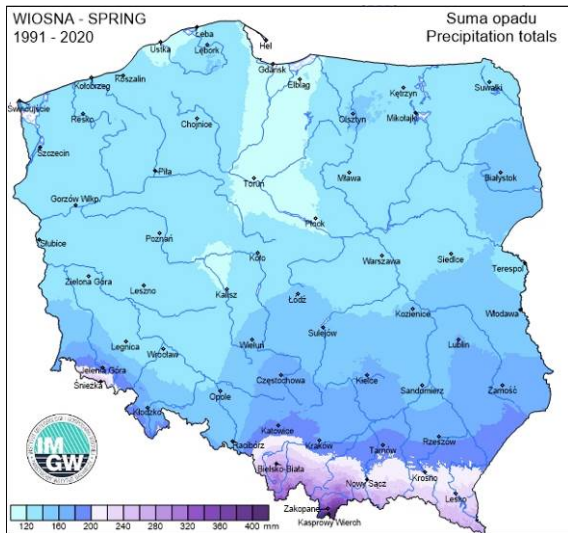 WIOSNA - SPRING
1991 - 2020
Suma opadu
Precipitation totals
Łeba
Hel
Ustka
Lębork
Gdańsk
Koszalin
Kołobrzeg
Elbląg
Kętrzyn
Suwałki
Świnoujście
Resko
Chojnice
Olsztyn
Mikołajki
Szczecin
Piła
Toruń
Mława
Białystok
Gorzów Wlkp.
Płock
Słubice
Poznań
Koło
Warszawa
Siedlce
Terespol
Zielona Góra
Leszno
Kalisz
Łódź
Kozienice
Włodawa
Sulejów
Legnica
Wrocław
Wieluń
Lublin
Jelenia Góra
Śnieżka
Opole
Częstochowa
Kielce
Sandomierz
Zamość
Kłodzko
Racibórz
Katowice
Kraków
Tarnów
Rzeszów
Bielsko-Biała
Nowy Sącz
Krosno
Lesko
Zakopane
Kasprowy Wierch
IM
GW
120 160 200 240 280 320 360 400 mm